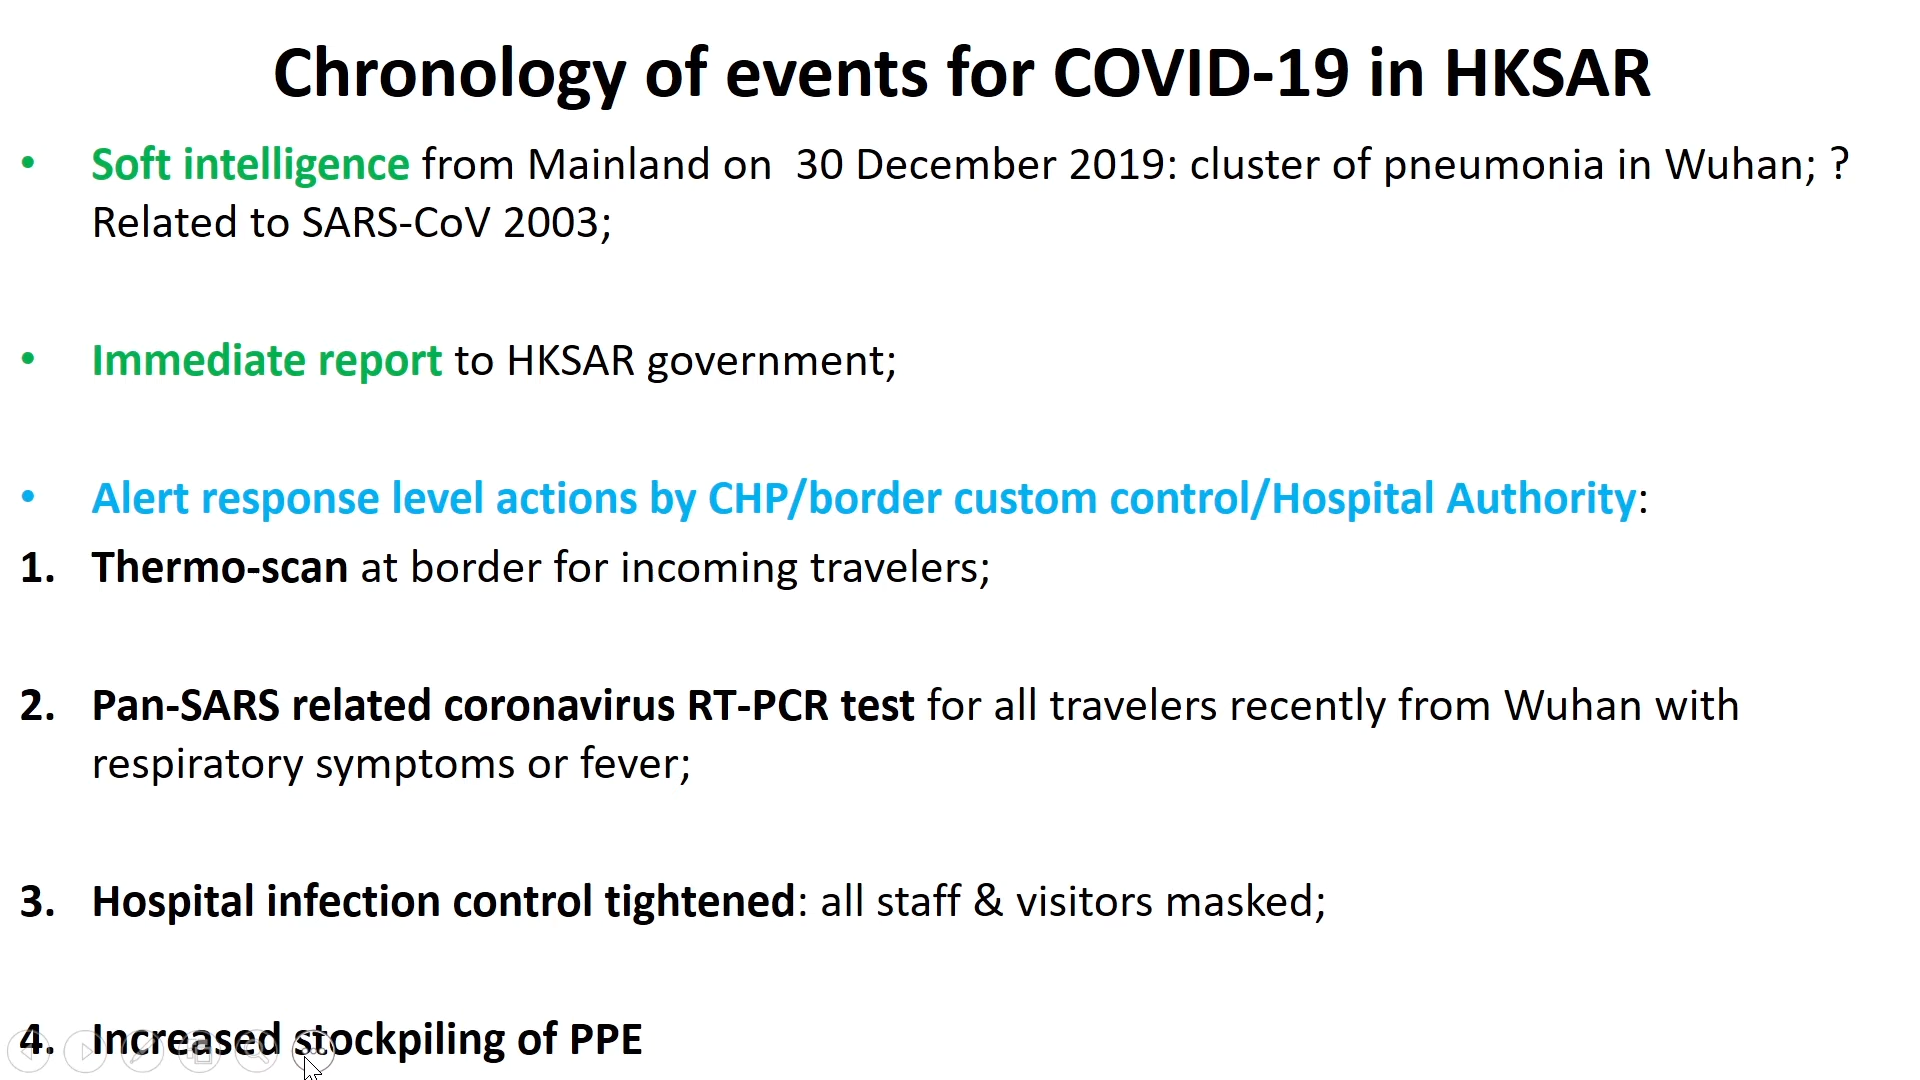 Chronology of events for COVID-19 in HKSAR
• Soft intelligence from Mainland on  30 December 2019: cluster of pneumonia in Wuhan; ?
Related to SARS-CoV 2003;
• Immediate report to HKSAR government;
• Alert response level actions by CHP/border custom control/Hospital Authority:
1. Thermo-scan at border for incoming travelers;
2. Pan-SARS related coronavirus RT-PCR test for all travelers recently from Wuhan with
respiratory symptoms or fever;
3. Hospital infection control tightened: all staff & visitors masked;
4. Increased stockpiling of PPE